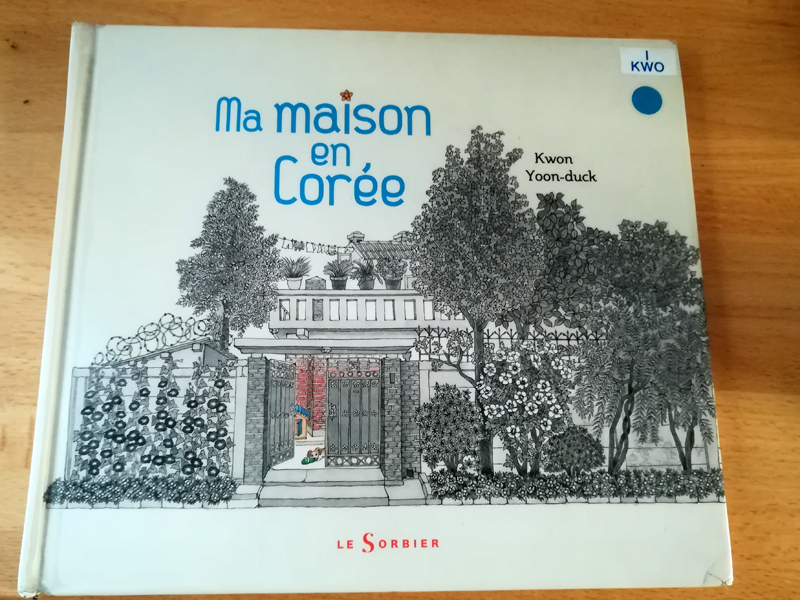 I
KWO
Ma maison
en
Corée
Kwon
Yoon-duck
LE SORBIER